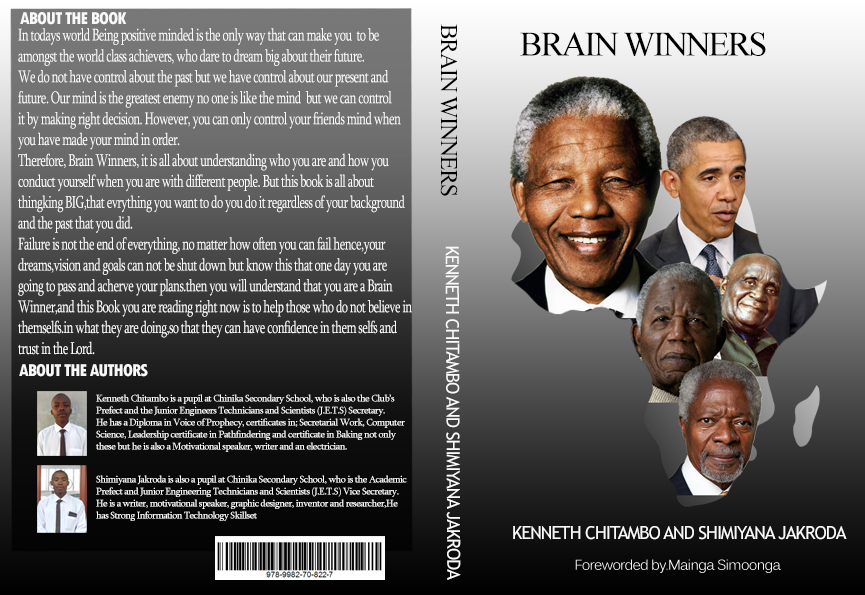 ABOUT THE BOOK
In todays world Being positive minded is the only way that can make you to be
amongst the world class achievers, who dare to dream big about their future.
We do not have control about the past but we have control about our present and
future. Our mind is the greatest enemy no one is like the mind but we can control
it by making right decision. However, you can only control your friends mind when
you have made your mind in order.
Therefore, Brain Winners, it is all about understanding who you are and how you
conduct yourself when you are with different people. But this book is all about
thingking BIG,that evrything you want to do you do it regardless of your background
and the past that you did.
Failure is not the end of everything, no matter how often you can fail hence,your
dreams,vision and goals can not be shut down but know this that one day you are
going to pass and acherve your plans.then you will understand that you are a Brain
Winner,and this Book you are reading right now is to help those who do not believe in
themselfs.in what they are doing,so that they can have confidence in them selfs and
trust in the Lord.
ABOUT THE AUTHORS
Kenneth Chitambo is a pupil at Chinika Secondary School, who is also the Club's
Prefect and the Junior Engineers Technicians and Scientists (J.E.T.S) Secretary.
He has a Diploma in Voice of Prophecy, certificates in; Secretarial Work, Computer
Science, Leadership certificate in Pathfindering and certificate in Baking not only
these but he is also a Motivational speaker, writer and an electrician.
Shimiyana Jakroda is also a pupil at Chinika Secondary School, who is the Academic
Prefect and Junior Engineering Technicians and Scientists (J.E.T.S) Vice Secretary.
He is a writer, motivational speaker, graphic designer, inventor and researcher,He
has Strong Information Technology Skillset
978-9982-70-822-7
BRAIN WINNERS
KENNETH CHITAMBO AND SHIMIYANA JAKRODA
BRAIN WINNERS
KENNETH CHITAMBO AND SHIMIYANA JAKRODA
Foreworded by.Mainga Simoonga